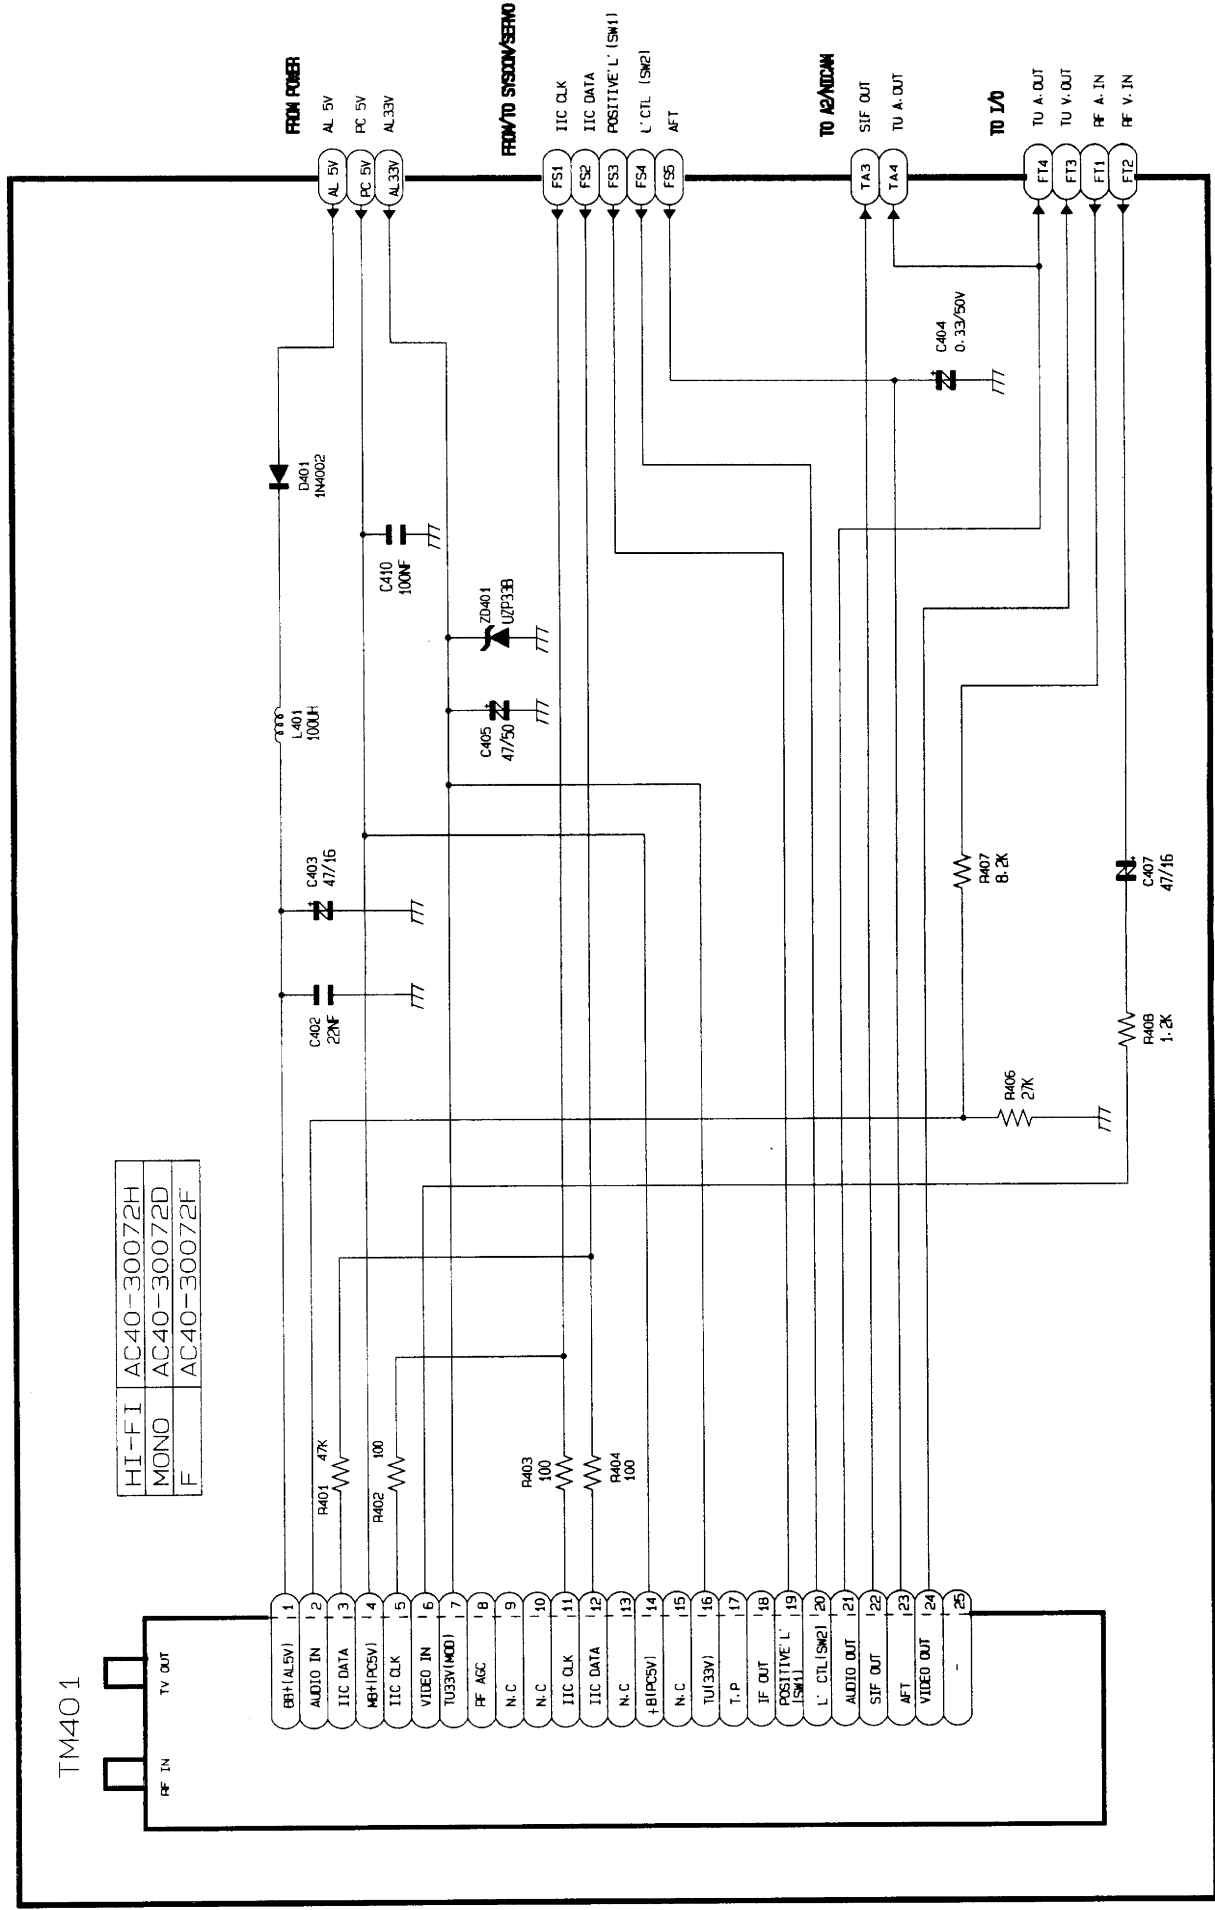 TM401
RF IN
TV OUT
HI-FI AC40-30072H
MONO AC40-30072D
F AC40-30072F
BB+(AL5V) 1
AUDIO IN 2
IIC DATA 3
MB+(PC5V) 4
IIC CLK 5
VIDEO IN 6
TU33V(MOD) 7
RF AGC 8
N.C 9
N.C 10
IIC CLK 11
IIC DATA 12
N.C 13
+B(PC5V) 14
N.C 15
TU(33V) 16
T.P 17
IF OUT 18
POSITIVE'L' 19
(SW1)
L' CTL(SW2) 20
AUDIO OUT 21
SIF OUT 22
AFT 23
VIDEO OUT 24
- 25
R401
47K
R402
100
R403
100
R404
100
C402
22NF
C403
47/16
L401
100UH
D401
1N4002
C410
100NF
C405
47/50
ZD401
UZP33B
R406
27K
R407
8.2K
R408
1.2K
C407
47/16
C404
0.33/50V
FROM POWER
AL 5V AL 5V
PC 5V PC 5V
AL33V AL33V
FROM/TO SYSCON/SERVO
FS1 IIC CLK
FS2 IIC DATA
FS3 POSITIVE'L'(SW1)
FS4 L'CTL (SW2)
FS5 AFT
TO A2/NICAM
TA3 SIF OUT
TA4 TU A.OUT
TO I/O
FT4 TU A.OUT
FT3 TU V.OUT
FT1 RF A.IN
FT2 RF V.IN